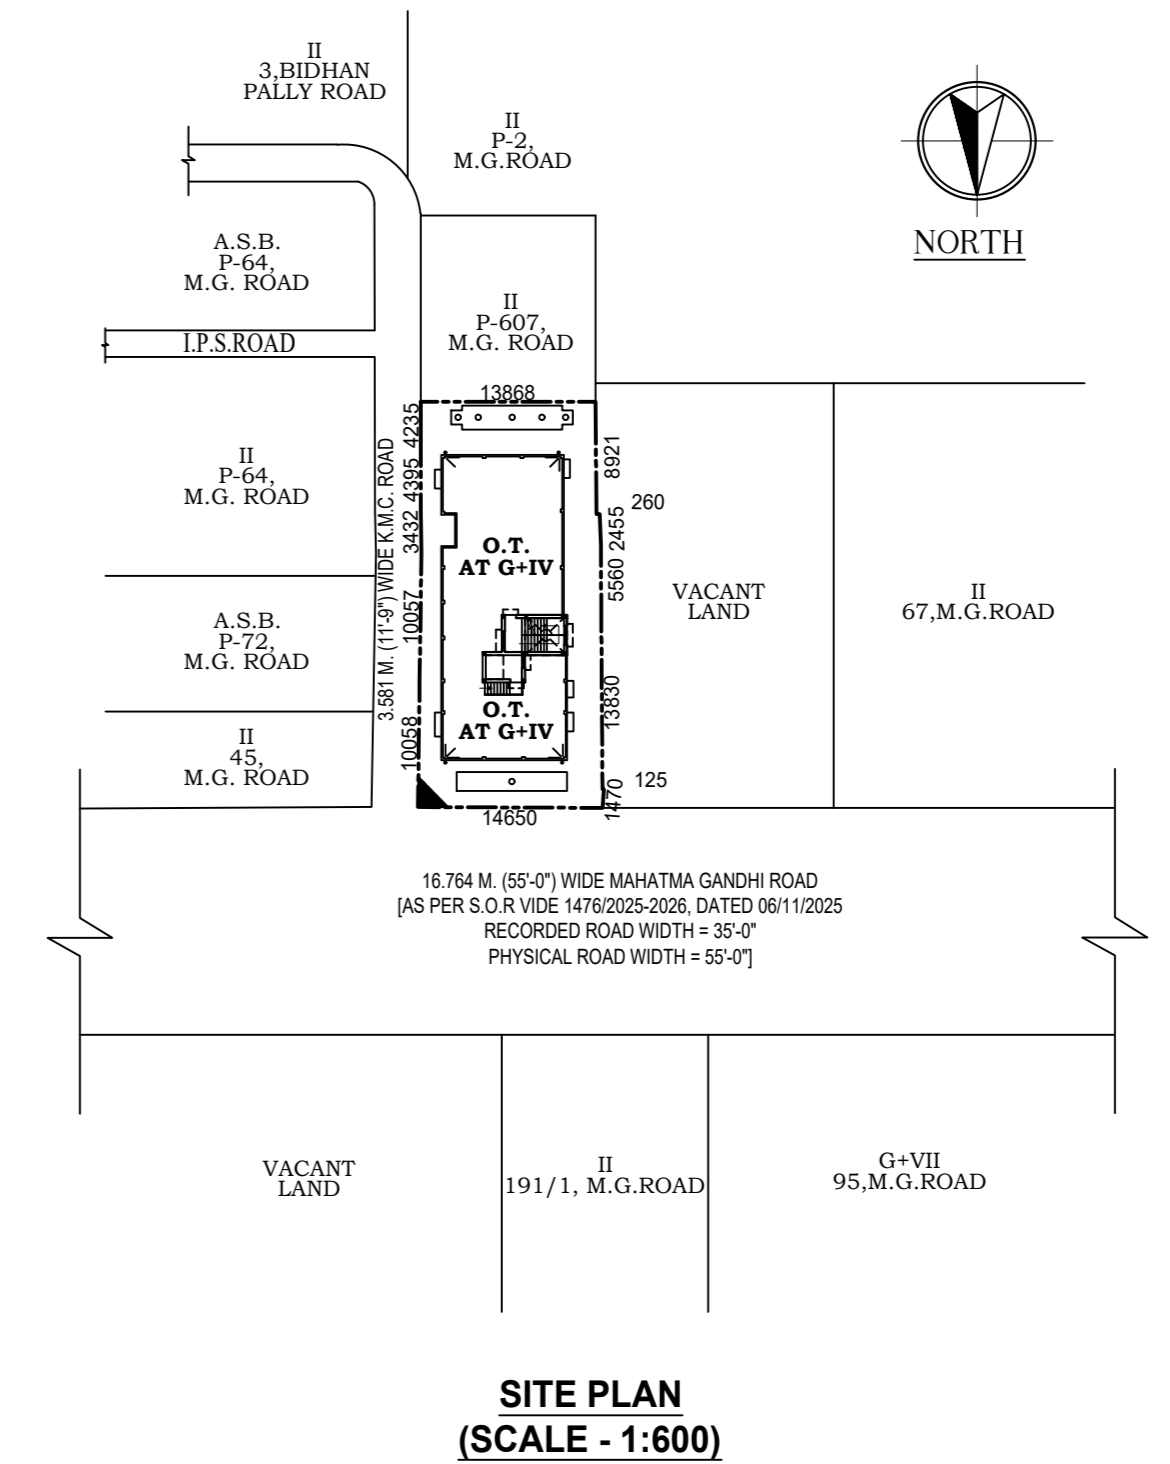 II
3,BIDHAN
PALLY ROAD
II
P-2,
M.G.ROAD
NORTH
A.S.B.
P-64,
M.G. ROAD
II
P-607,
M.G. ROAD
I.P.S.ROAD
13868
4235
4395
3432
10057
10058
3.581 M. (11'-9") WIDE K.M.C. ROAD
8921
260
2455
5560
13830
125
1470
14650
II
P-64,
M.G. ROAD
O.T.
AT G+IV
VACANT
LAND
II
67,M.G.ROAD
A.S.B.
P-72,
M.G. ROAD
O.T.
AT G+IV
II
45,
M.G. ROAD
16.764 M. (55'-0") WIDE MAHATMA GANDHI ROAD
[AS PER S.O.R VIDE 1476/2025-2026, DATED 06/11/2025
RECORDED ROAD WIDTH = 35'-0"
PHYSICAL ROAD WIDTH = 55'-0"]
VACANT
LAND
II
191/1, M.G.ROAD
G+VII
95,M.G.ROAD
SITE PLAN
(SCALE - 1:600)